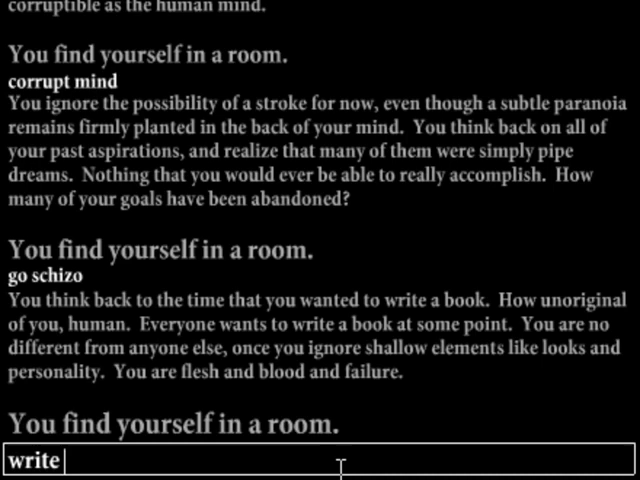 corruptible as the human mind.
You find yourself in a room.
corrupt mind
You ignore the possibility of a stroke for now, even though a subtle paranoia
remains firmly planted in the back of your mind.  You think back on all of
your past aspirations, and realize that many of them were simply pipe
dreams.  Nothing that you would ever be able to really accomplish.  How
many of your goals have been abandoned?
You find yourself in a room.
go schizo
You think back to the time that you wanted to write a book.  How unoriginal
of you, human.  Everyone wants to write a book at some point.  You are no
different from anyone else, once you ignore shallow elements like looks and
personality.  You are flesh and blood and failure.
You find yourself in a room.
write